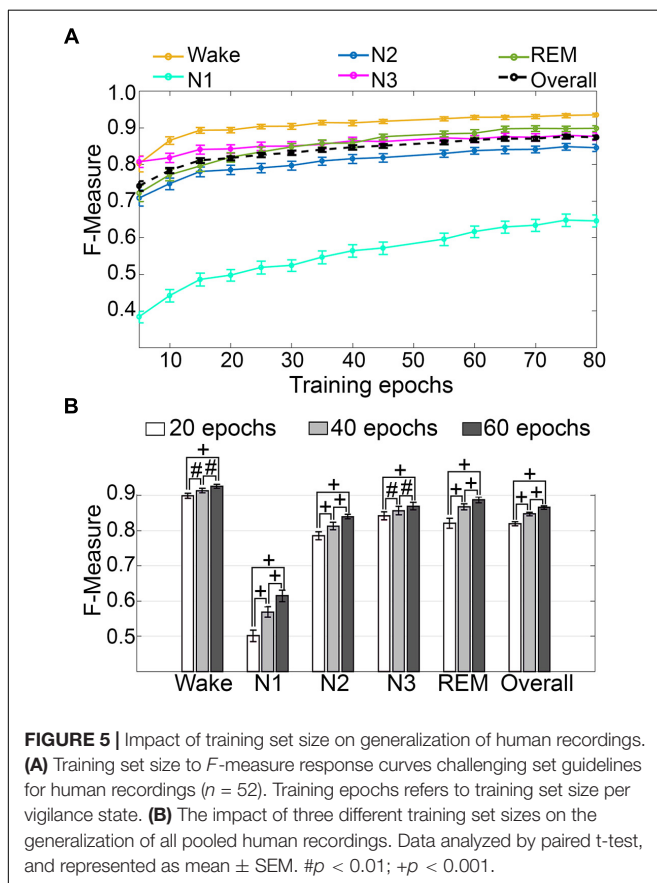 A
Wake N2 REM
N1 N3 Overall
1.0
0.9
0.8
0.7
0.6
0.5
0.4
F-Measure
10 20 30 40 50 60 70 80
Training epochs
B
20 epochs 40 epochs 60 epochs
+ + + + + +
# # + + + + # # + + + +
0.9
0.8
0.7
0.6
0.5
F-Measure
Wake N1 N2 N3 REM Overall
FIGURE 5 | Impact of training set size on generalization of human recordings.
(A) Training set size to F-measure response curves challenging set guidelines
for human recordings (n = 52). Training epochs refers to training set size per
vigilance state. (B) The impact of three different training set sizes on the
generalization of all pooled human recordings. Data analyzed by paired t-test,
and represented as mean ± SEM. #p < 0.01; +p < 0.001.